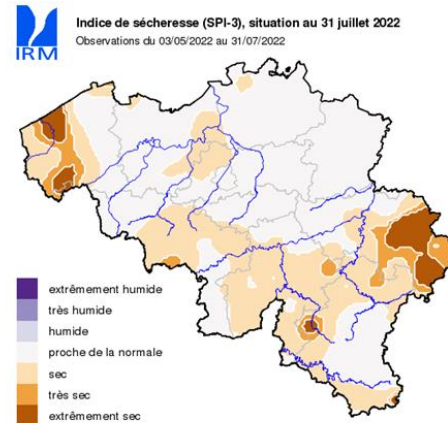 Indice de sécheresse (SPI-3), situation au 31 juillet 2022
Observations du 03/05/2022 au 31/07/2022
IRM
extrêmement humide
très humide
humide
proche de la normale
sec
très sec
extrêmement sec